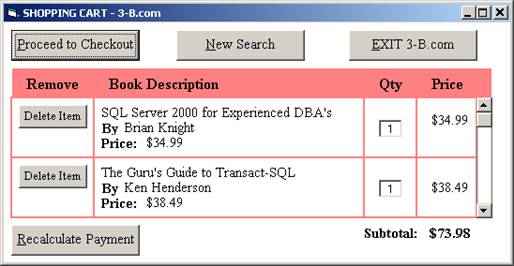 SHOPPING CART - 3-B.com
Proceed to Checkout New Search EXIT 3-B.com
Remove Book Description Qty Price
Delete Item
SQL Server 2000 for Experienced DBA's
By Brian Knight
Price: $34.99
1
$34.99
Delete Item
The Guru's Guide to Transact-SQL
By Ken Henderson
Price: $38.49
1
$38.49
Recalculate Payment
Subtotal: $73.98